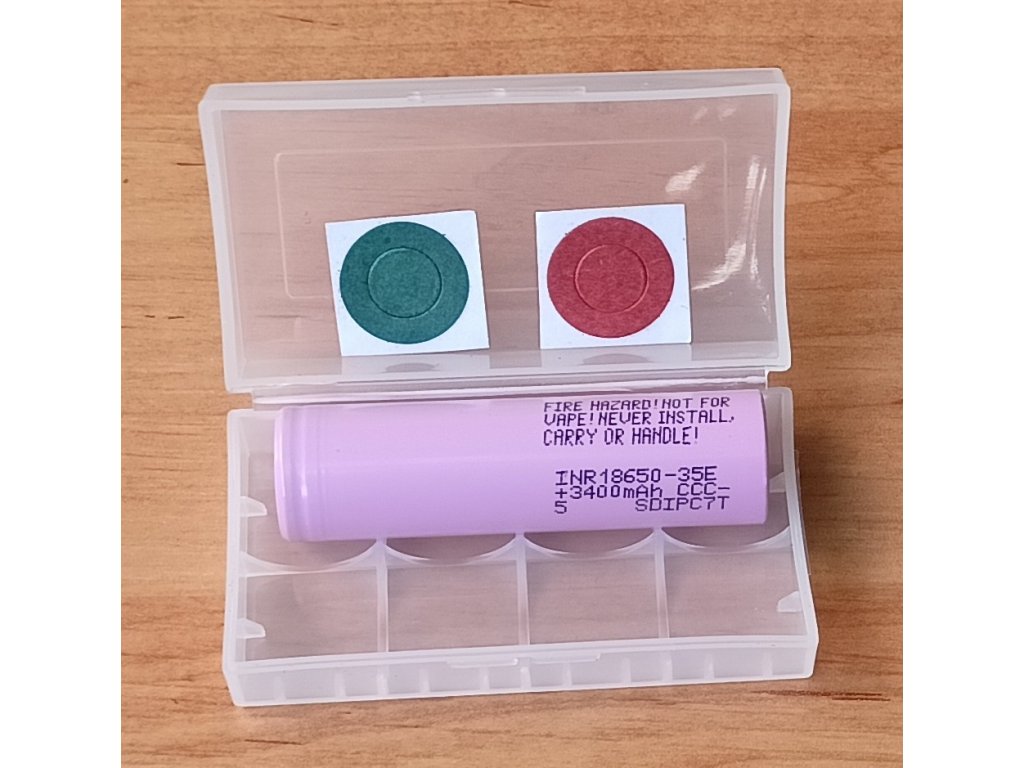 FIRE HAZARD!NOT FOR
VAPE!NEVER INSTALL,
CARRY OR HANDLE!
INR18650-35E
+3400mAh CCC-
5 SDIPC7T